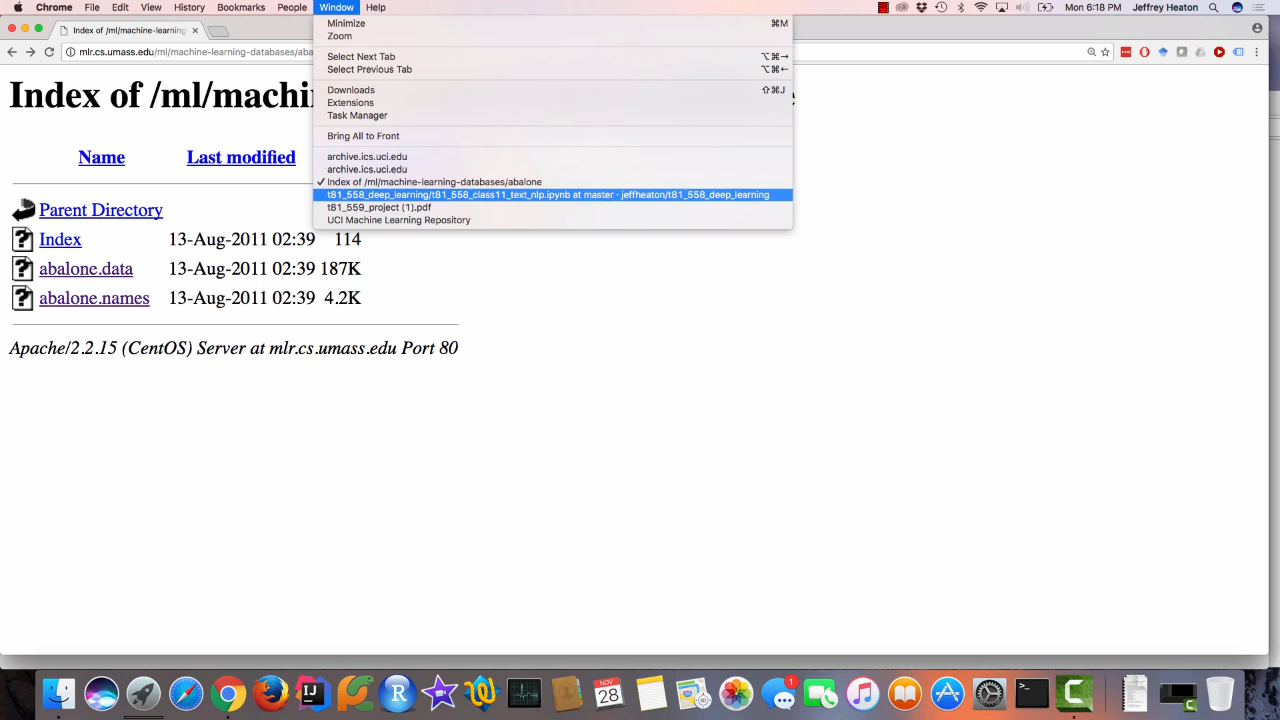 Chrome File Edit View History Bookmarks People Window Help Mon 6:18 PM Jeffrey Heaton
Index of /ml/machine-learning-
mlr.cs.umass.edu/ml/machine-learning-databases/aba
Minimize ⌘M
Zoom
Select Next Tab ⌥⌘→
Select Previous Tab ⌥⌘←
Downloads ⇧⌘J
Extensions
Task Manager
Bring All to Front
archive.ics.uci.edu
archive.ics.uci.edu
✓ Index of /ml/machine-learning-databases/abalone
t81_558_deep_learning/t81_558_class11_text_nlp.ipynb at master · jeffheaton/t81_558_deep_learning
t81_559_project (1).pdf
UCI Machine Learning Repository
Index of /ml/machi
Name Last modified
Parent Directory
Index 13-Aug-2011 02:39 114
abalone.data 13-Aug-2011 02:39 187K
abalone.names 13-Aug-2011 02:39 4.2K
Apache/2.2.15 (CentOS) Server at mlr.cs.umass.edu Port 80
NOV
28
1